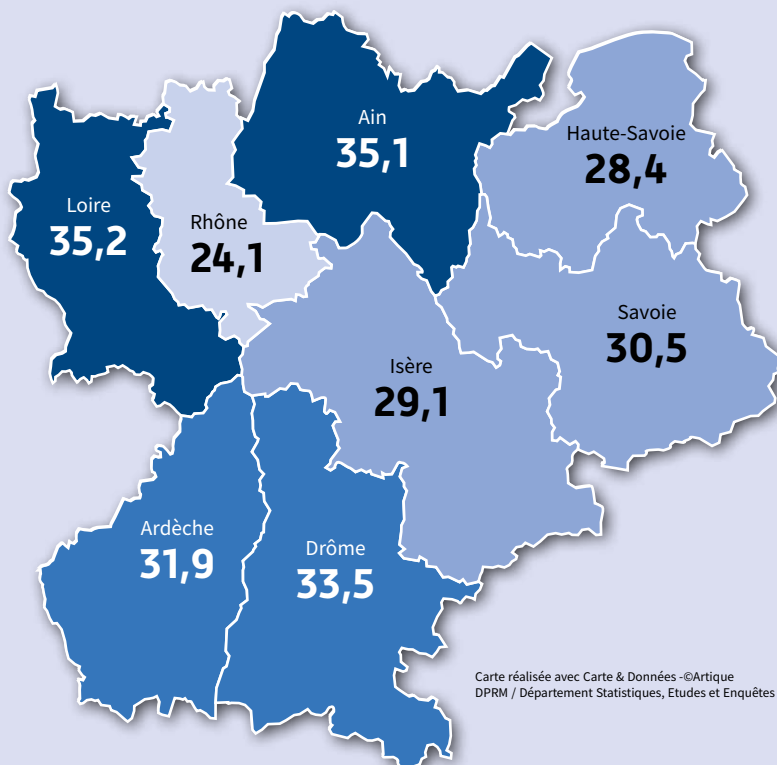 Ain
35,1
Haute-Savoie
28,4
Loire
35,2
Rhône
24,1
Savoie
30,5
Isère
29,1
Ardèche
31,9
Drôme
33,5
Carte réalisée avec Carte & Données -©Artique
DPRM / Département Statistiques, Etudes et Enquêtes